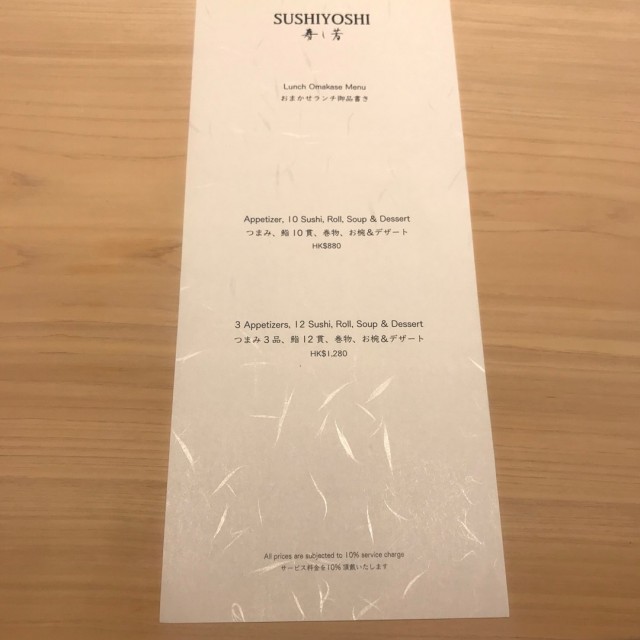 SUSHIYOSHI
寿し芳
Lunch Omakase Menu
おまかせランチ御品書き
Appetizer, 10 Sushi, Roll, Soup & Dessert
つまみ、鮨10貫、巻物、お椀&デザート
HK$880
3 Appetizers, 12 Sushi, Roll, Soup & Dessert
つまみ3品、鮨12貫、巻物、お椀&デザート
HK$1,280
All prices are subjected to 10% service charge
サービス料金を10%頂戴いたします